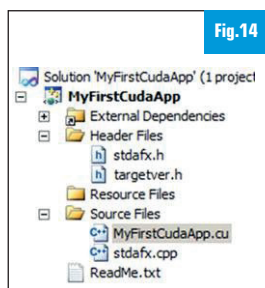 Fig.14
Solution 'MyFirstCudaApp' (1 project
MyFirstCudaApp
External Dependencies
Header Files
stdafx.h
targetver.h
Resource Files
Source Files
MyFirstCudaApp.cu
stdafx.cpp
ReadMe.txt